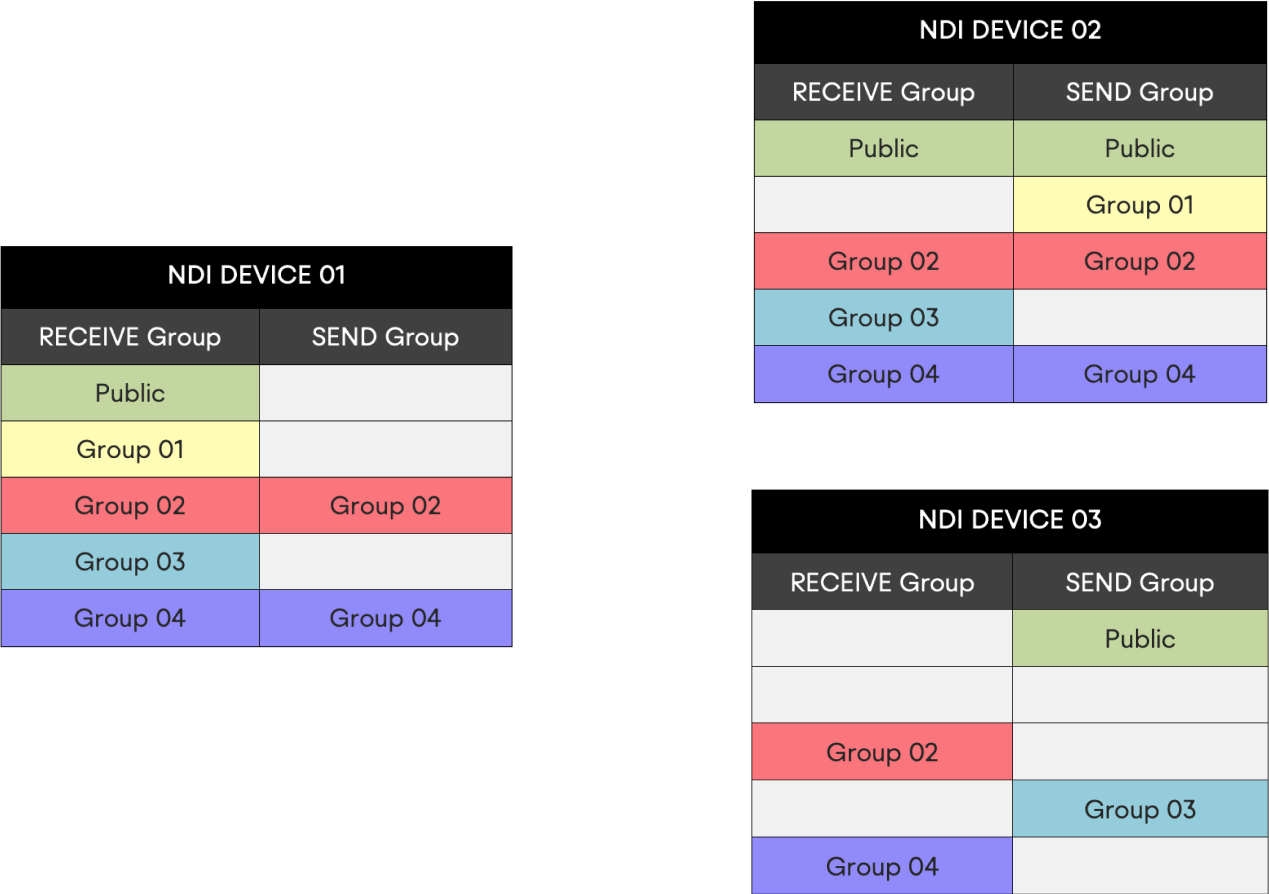 NDI DEVICE 01
RECEIVE Group SEND Group
Public
Group 01
Group 02 Group 02
Group 03
Group 04 Group 04
NDI DEVICE 02
RECEIVE Group SEND Group
Public Public
Group 01
Group 02 Group 02
Group 03
Group 04 Group 04
NDI DEVICE 03
RECEIVE Group SEND Group
Public
Group 02
Group 03
Group 04